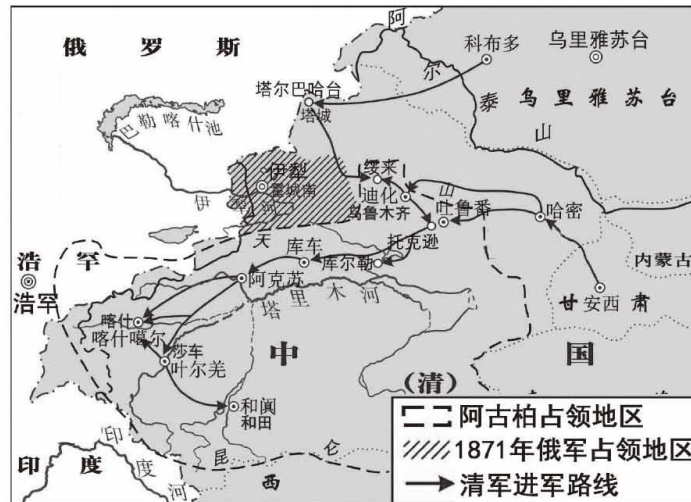 俄罗斯
阿尔泰山
科布多
乌里雅苏台
乌里雅苏台
塔尔巴哈台
塔城
巴勒喀什池
伊犁
霍城南
伊犁河
绥来
迪化
乌鲁木齐
山
吐鲁番
哈密
天
托克逊
库车
库尔勒
内蒙古
浩罕
浩罕
阿克苏
塔里木河
甘肃
安西
喀什
喀什噶尔
莎车
叶尔羌
中国
(清)
和阗
和田
印度河
昆仑
印度
西
阿古柏占领地区
1871年俄军占领地区
清军进军路线